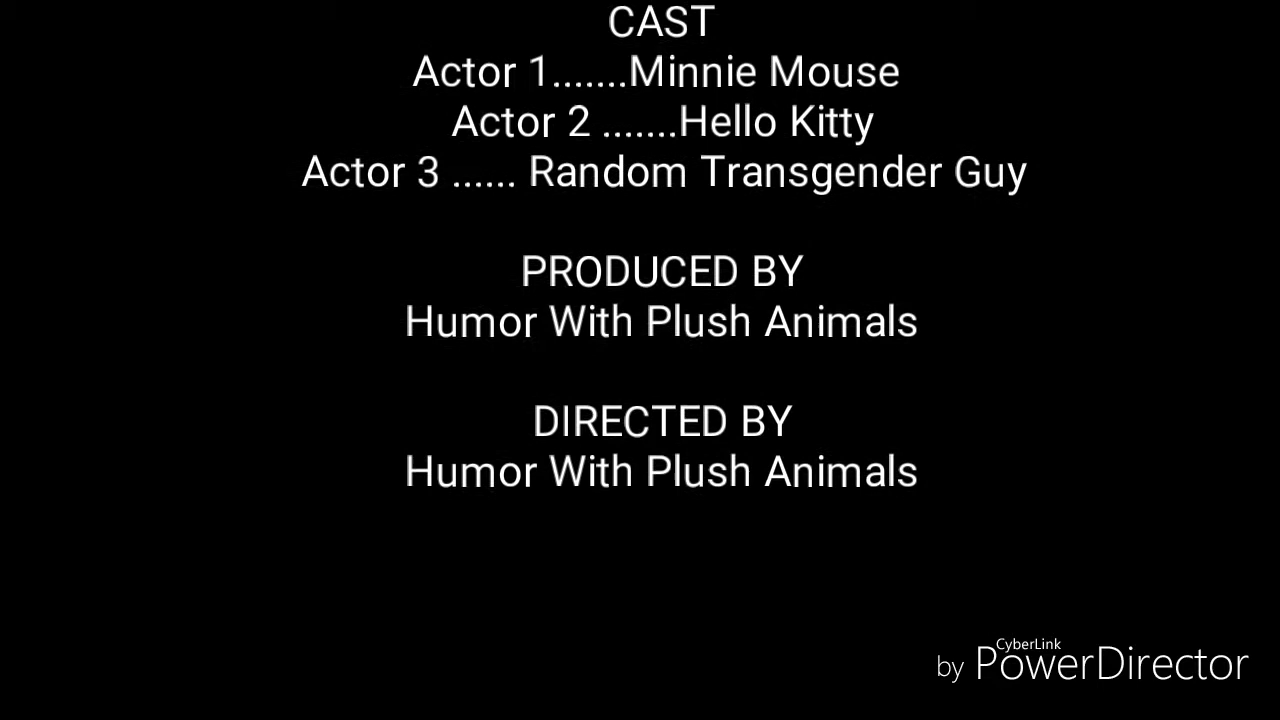 CAST
Actor 1.......Minnie Mouse
Actor 2 .......Hello Kitty
Actor 3 ...... Random Transgender Guy
PRODUCED BY
Humor With Plush Animals
DIRECTED BY
Humor With Plush Animals
CyberLink
by PowerDirector